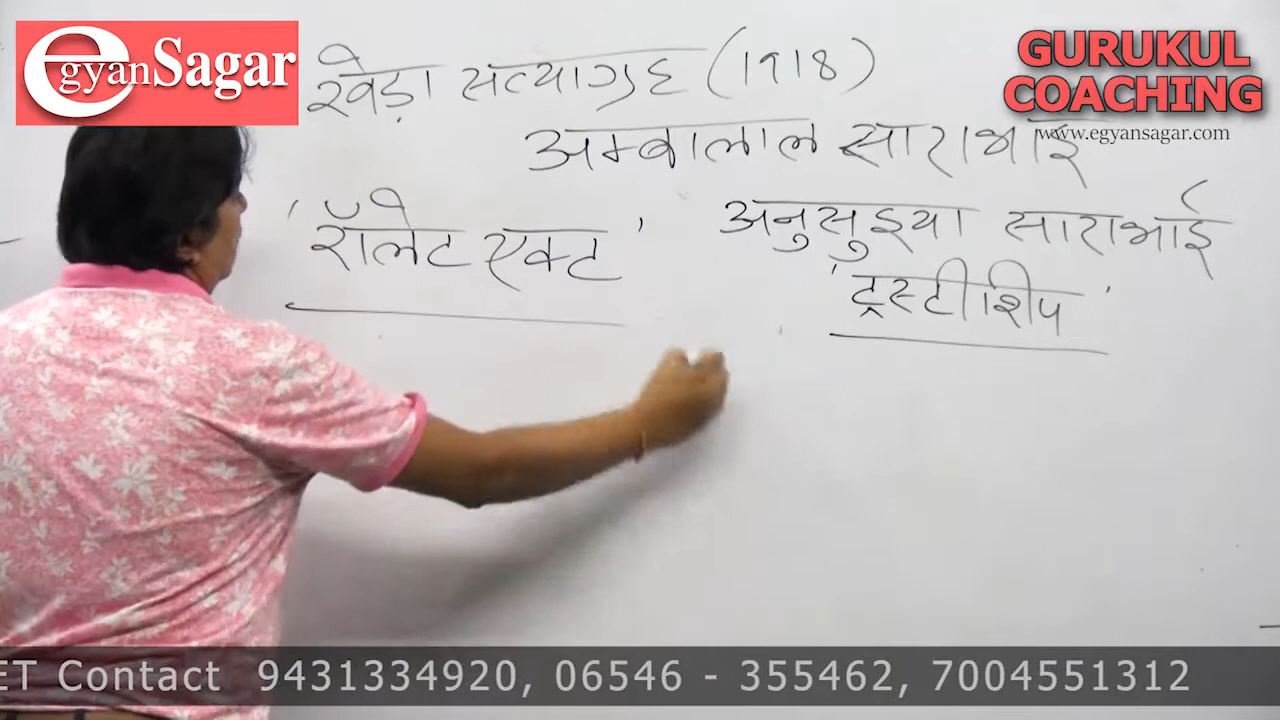 egyanSagar
GURUKUL
COACHING
www.egyansagar.com
खेड़ा सत्याग्रह (1918)
अम्बालाल साराभाई
'रॉलेट एक्ट'
अनुसुइया साराभाई
'ट्रस्टीशिप'
ET Contact 9431334920, 06546 - 355462, 7004551312